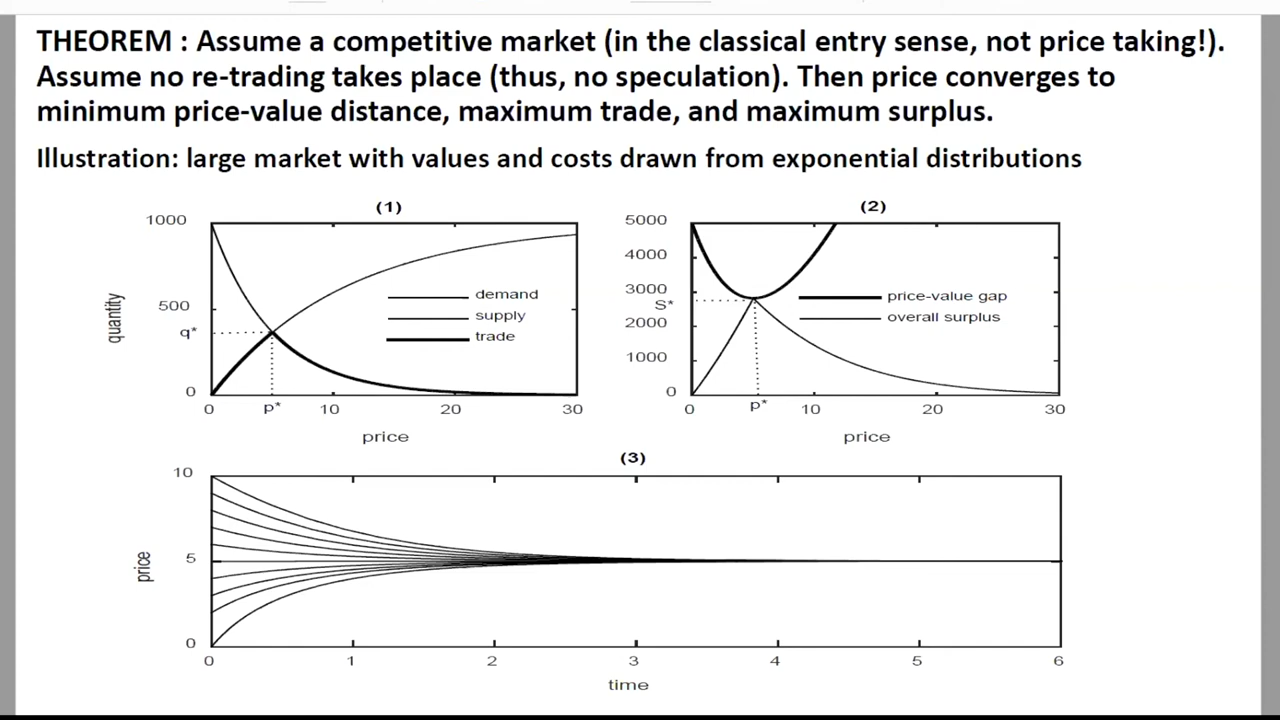 THEOREM : Assume a competitive market (in the classical entry sense, not price taking!).
Assume no re-trading takes place (thus, no speculation). Then price converges to
minimum price-value distance, maximum trade, and maximum surplus.
Illustration: large market with values and costs drawn from exponential distributions
(1)
1000
500
q*
0
quantity
demand
supply
trade
0 p* 10 20 30
price
(2)
5000
4000
3000
S*
2000
1000
0
price-value gap
overall surplus
0 p* 10 20 30
price
(3)
10
5
0
price
0 1 2 3 4 5 6
time